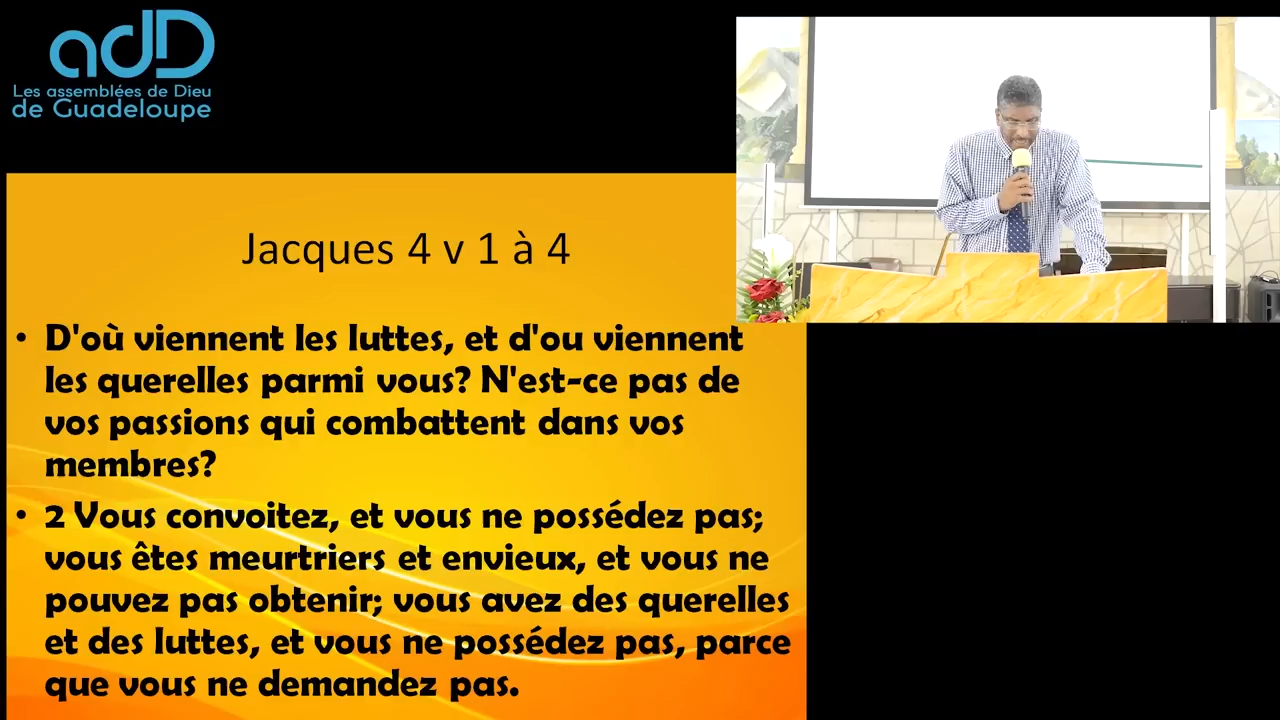 adD
Les assemblées de Dieu
de Guadeloupe
Jacques 4 v 1 à 4
• D'où viennent les luttes, et d'ou viennent
les querelles parmi vous? N'est-ce pas de
vos passions qui combattent dans vos
membres?
• 2 Vous convoitez, et vous ne possédez pas;
vous êtes meurtriers et envieux, et vous ne
pouvez pas obtenir; vous avez des querelles
et des luttes, et vous ne possédez pas, parce
que vous ne demandez pas.